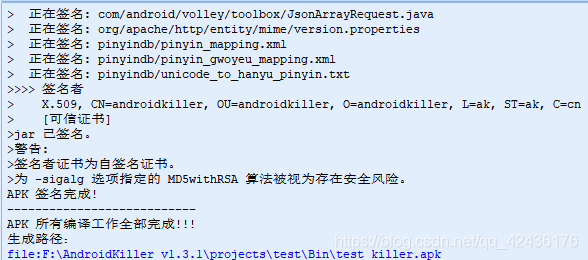 >  正在签名: com/android/volley/toolbox/JsonArrayRequest.java
>  正在签名: org/apache/http/entity/mime/version.properties
>  正在签名: pinyindb/pinyin_mapping.xml
>  正在签名: pinyindb/pinyin_gwoyeu_mapping.xml
>  正在签名: pinyindb/unicode_to_hanyu_pinyin.txt
>>>> 签名者
>    X.509, CN=androidkiller, OU=androidkiller, O=androidkiller, L=ak, ST=ak, C=cn
>    [可信证书]
>jar 已签名。
>警告:
>签名者证书为自签名证书。
>为 -sigalg 选项指定的 MD5withRSA 算法被视为存在安全风险。
APK 签名完成!
----------------------------
APK 所有编译工作全部完成!!!
生成路径:
file:F:\AndroidKiller_v1.3.1\projects\test\Bin\test_killer.apk
https://blog.csdn.net/qq_42436176